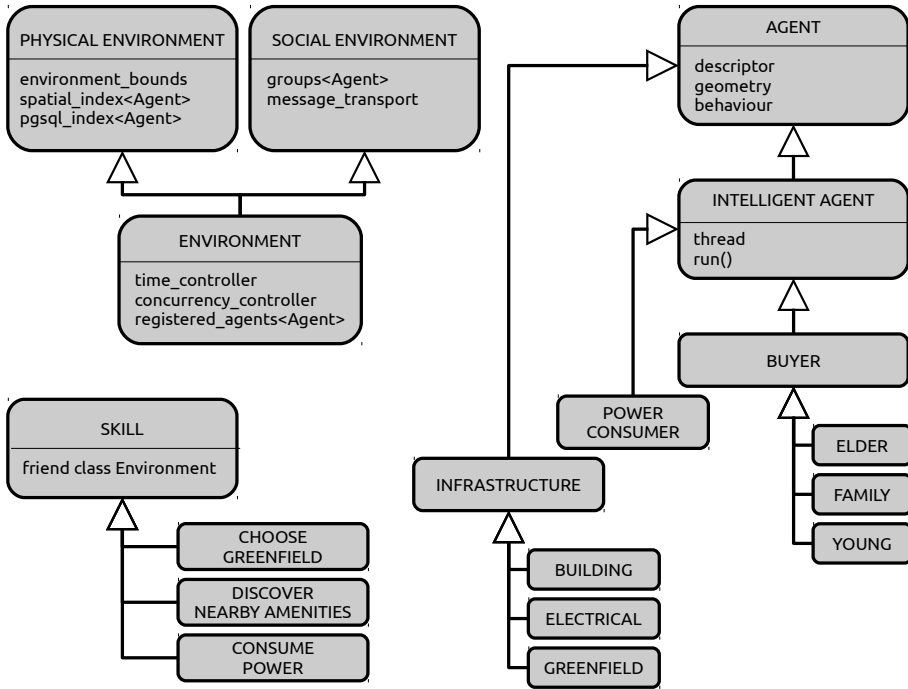 PHYSICAL ENVIRONMENT
environment_bounds
spatial_index<Agent>
pgsql_index<Agent>
SOCIAL ENVIRONMENT
groups<Agent>
message_transport
AGENT
descriptor
geometry
behaviour
INTELLIGENT AGENT
thread
run()
ENVIRONMENT
time_controller
concurrency_controller
registered_agents<Agent>
BUYER
POWER
CONSUMER
ELDER
FAMILY
YOUNG
SKILL
friend class Environment
INFRASTRUCTURE
CHOOSE
GREENFIELD
DISCOVER
NEARBY AMENITIES
CONSUME
POWER
BUILDING
ELECTRICAL
GREENFIELD